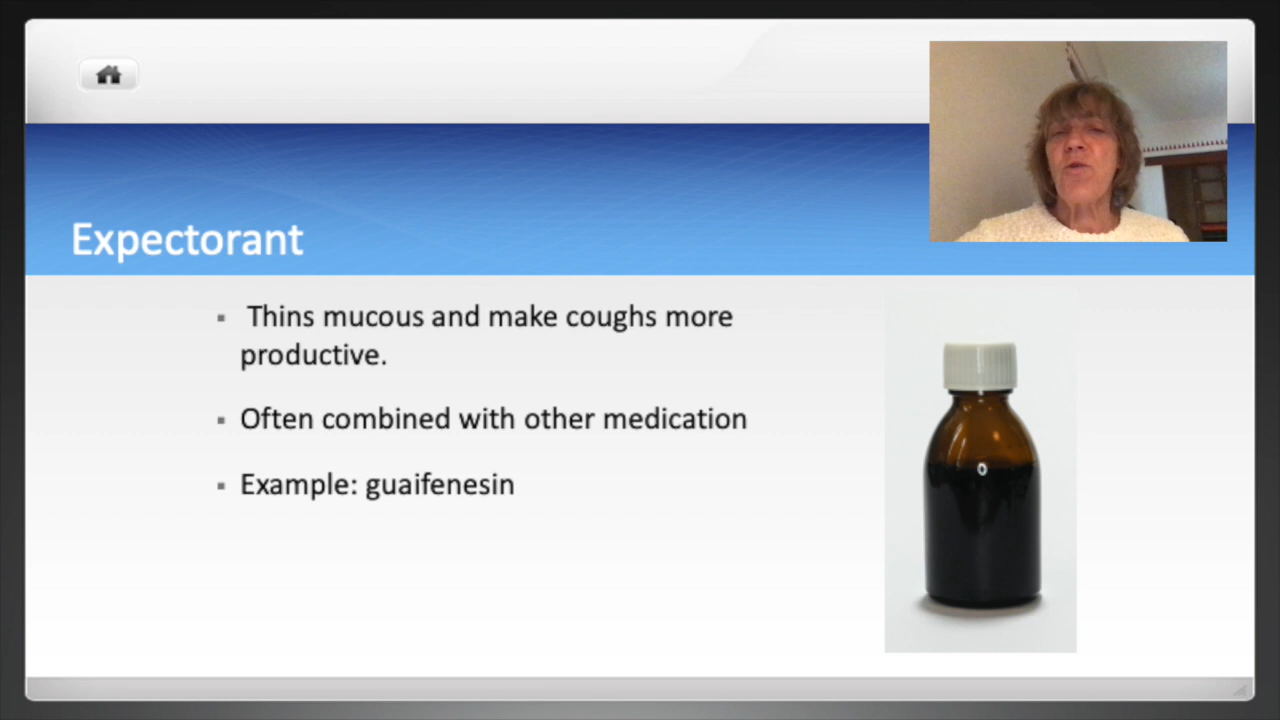 Expectorant
▪ Thins mucous and make coughs more
productive.
▪ Often combined with other medication
▪ Example: guaifenesin